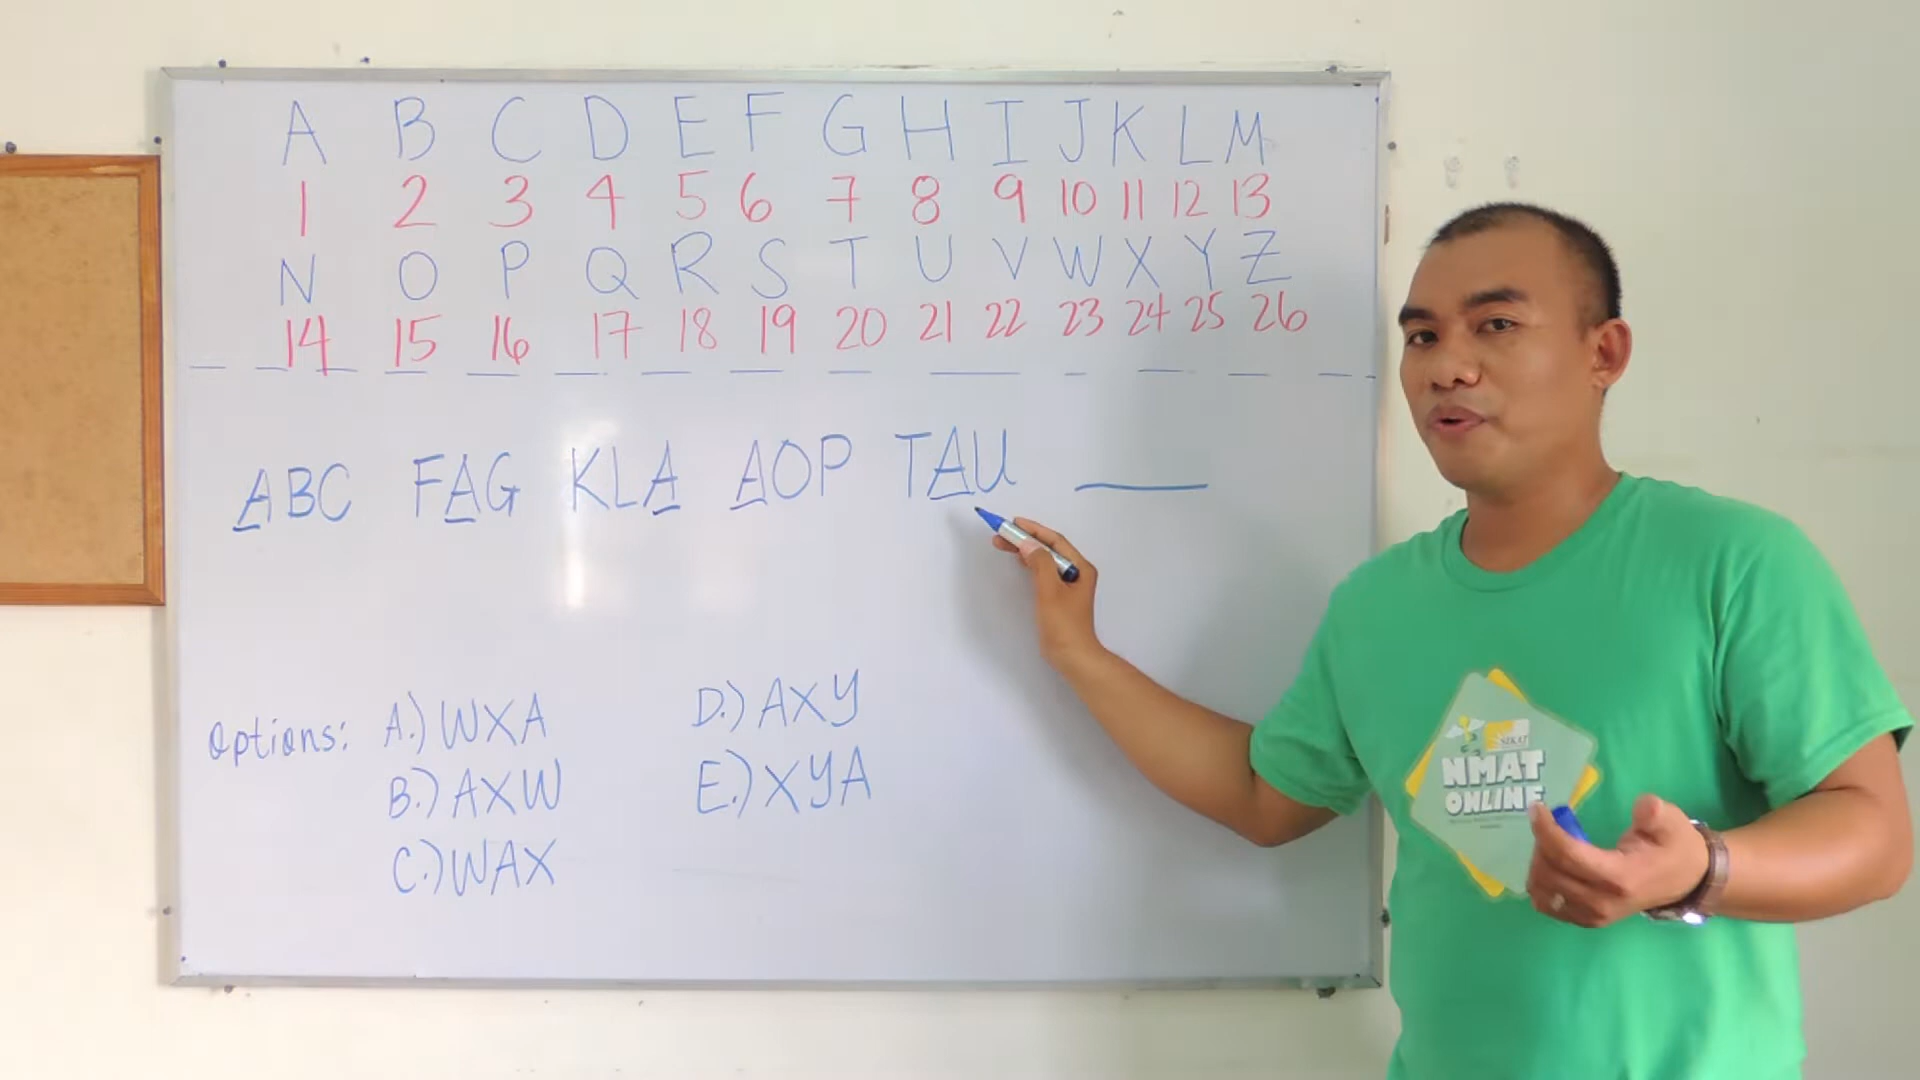 A B C D E F G H I J K L M
1 2 3 4 5 6 7 8 9 10 11 12 13
N O P Q R S T U V W X Y Z
14 15 16 17 18 19 20 21 22 23 24 25 26
ABC FAG KLA AOP TAU ____
Options: A.) WXA
B.) AXW
C.) WAX
D.) AXY
E.) XYA
SIKAT
NMAT
ONLINE